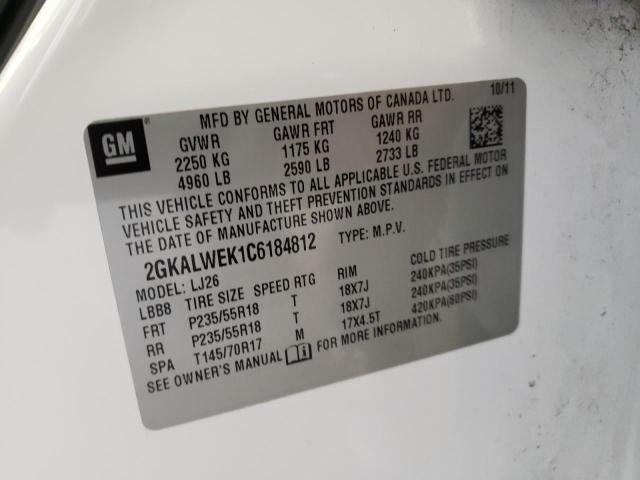 GM
MFD BY GENERAL MOTORS OF CANADA LTD. 10/11
GVWR GAWR FRT GAWR RR
2250 KG 1175 KG 1240 KG
4960 LB 2590 LB 2733 LB
THIS VEHICLE CONFORMS TO ALL APPLICABLE U.S. FEDERAL MOTOR
VEHICLE SAFETY AND THEFT PREVENTION STANDARDS IN EFFECT ON
THE DATE OF MANUFACTURE SHOWN ABOVE.
2GKALWEK1C6184812 TYPE: M.P.V.
MODEL: LJ26
LBB8 TIRE SIZE SPEED RTG RIM COLD TIRE PRESSURE
FRT P235/55R18 T 18X7J 240KPA(35PSI)
RR P235/55R18 T 18X7J 240KPA(35PSI)
SPA T145/70R17 M 17X4.5T 420KPA(60PSI)
SEE OWNER'S MANUAL FOR MORE INFORMATION.